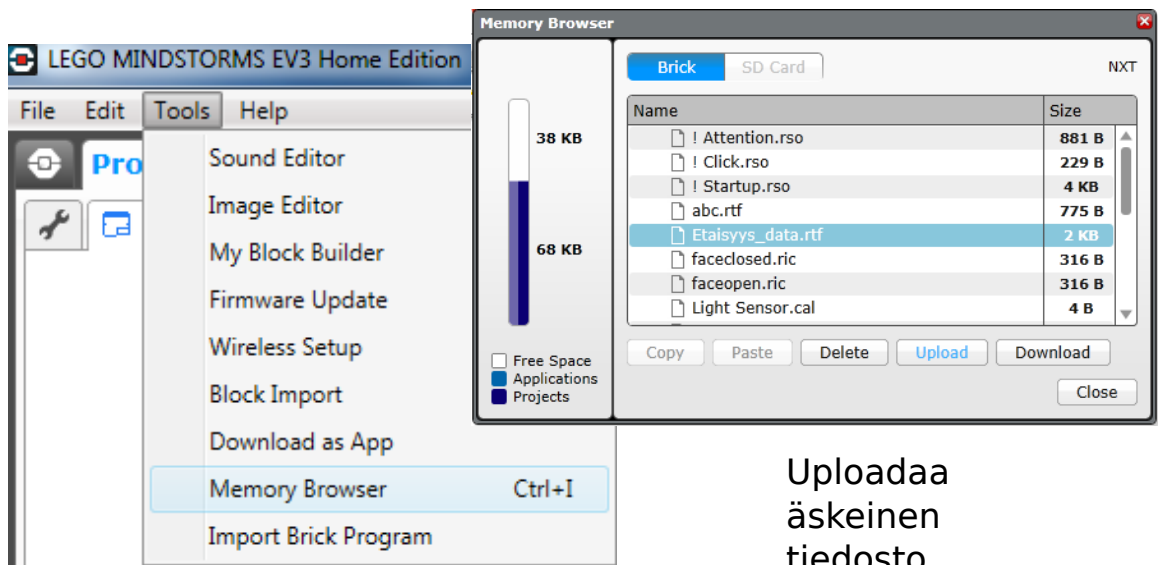 LEGO MINDSTORMS EV3 Home Edition
File Edit Tools Help
Pro
Sound Editor
Image Editor
My Block Builder
Firmware Update
Wireless Setup
Block Import
Download as App
Memory Browser Ctrl+I
Import Brick Program
Memory Browser
Brick SD Card NXT
38 KB
68 KB
Free Space
Applications
Projects
Name Size
! Attention.rso 881 B
! Click.rso 229 B
! Startup.rso 4 KB
abc.rtf 775 B
Etaisyys_data.rtf 2 KB
faceclosed.ric 316 B
faceopen.ric 316 B
Light Sensor.cal 4 B
Copy Paste Delete Upload Download
Close
Uploadaa
äskeinen
tiedosto